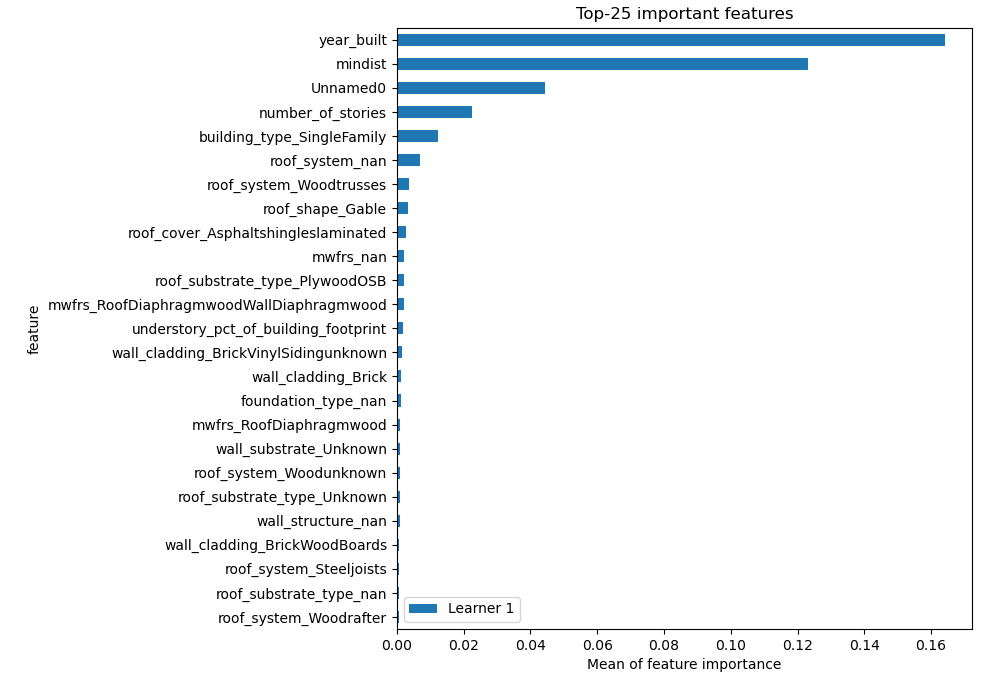 Top-25 important features
year_built
mindist
Unnamed0
number_of_stories
building_type_SingleFamily
roof_system_nan
roof_system_Woodtrusses
roof_shape_Gable
roof_cover_Asphaltshingleslaminated
mwfrs_nan
roof_substrate_type_PlywoodOSB
mwfrs_RoofDiaphragmwoodWallDiaphragmwood
understory_pct_of_building_footprint
wall_cladding_BrickVinylSidingunknown
wall_cladding_Brick
foundation_type_nan
mwfrs_RoofDiaphragmwood
wall_substrate_Unknown
roof_system_Woodunknown
roof_substrate_type_Unknown
wall_structure_nan
wall_cladding_BrickWoodBoards
roof_system_Steeljoists
roof_substrate_type_nan
roof_system_Woodrafter
feature
Learner 1
0.00 0.02 0.04 0.06 0.08 0.10 0.12 0.14 0.16
Mean of feature importance